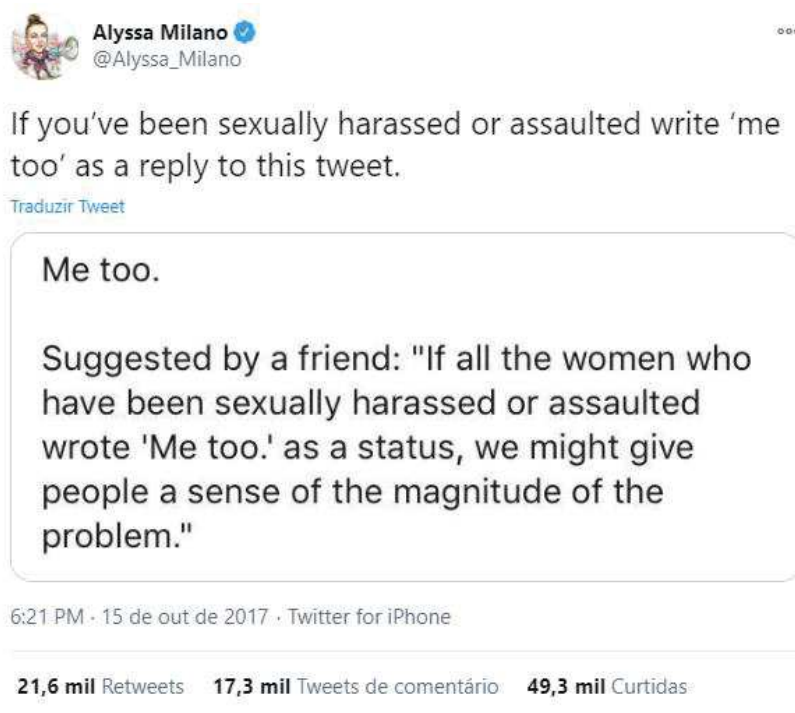 Alyssa Milano
@Alyssa_Milano
If you've been sexually harassed or assaulted write 'me
too' as a reply to this tweet.
Traduzir Tweet
Me too.
Suggested by a friend: "If all the women who
have been sexually harassed or assaulted
wrote 'Me too.' as a status, we might give
people a sense of the magnitude of the
problem."
6:21 PM · 15 de out de 2017 · Twitter for iPhone
21,6 mil Retweets 17,3 mil Tweets de comentário 49,3 mil Curtidas